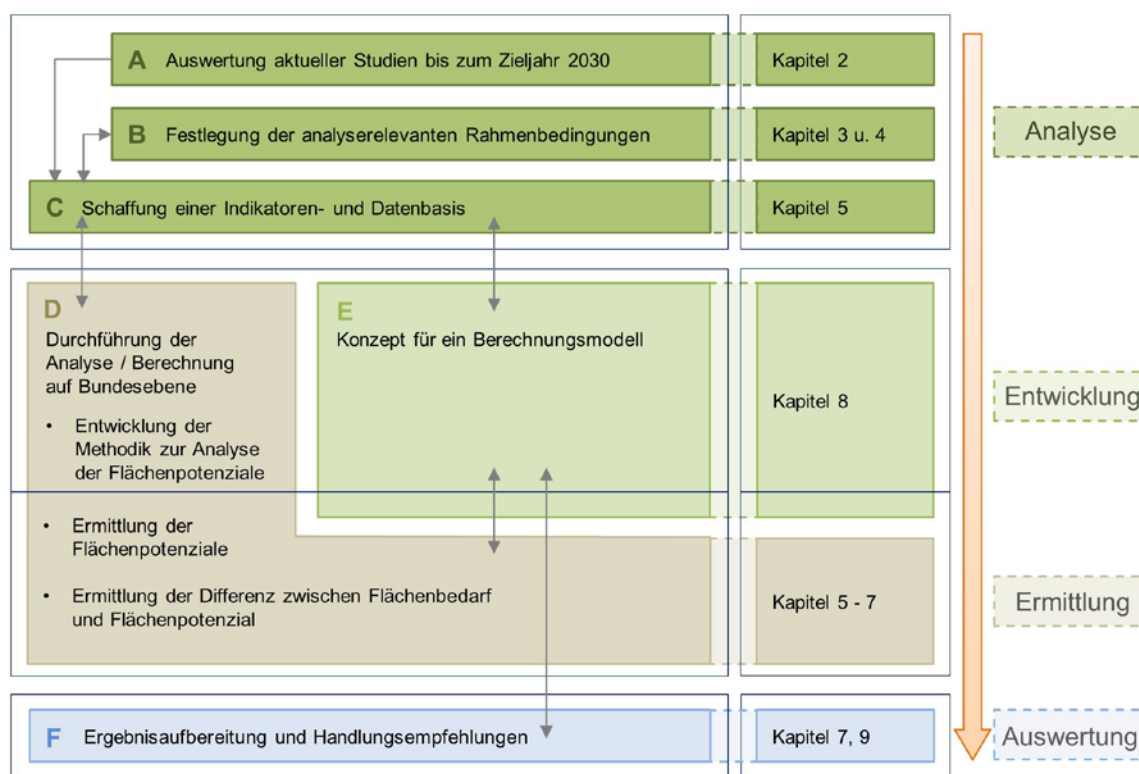 A Auswertung aktueller Studien bis zum Zieljahr 2030
Kapitel 2
B Festlegung der analyserelevanten Rahmenbedingungen
Kapitel 3 u. 4
Analyse
C Schaffung einer Indikatoren- und Datenbasis
Kapitel 5
D
Durchführung der
Analyse / Berechnung
auf Bundesebene
• Entwicklung der
Methodik zur Analyse
der Flächenpotenziale
E
Konzept für ein Berechnungsmodell
Kapitel 8
Entwicklung
• Ermittlung der
Flächenpotenziale
• Ermittlung der Differenz zwischen Flächenbedarf
und Flächenpotenzial
Kapitel 5 - 7
Ermittlung
F Ergebnisaufbereitung und Handlungsempfehlungen
Kapitel 7, 9
Auswertung